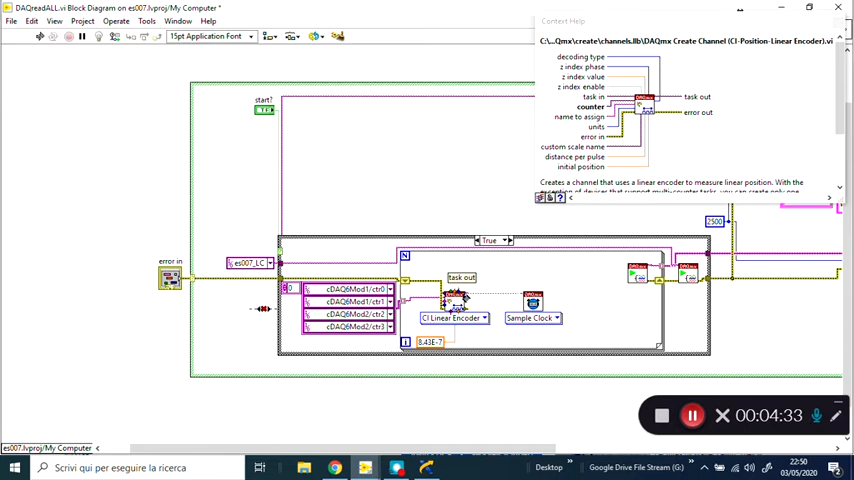 DAQreadALL.vi Block Diagram on es007.lvproj/My Computer *
File Edit View Project Operate Tools Window Help
15pt Application Font
Context Help
C:\...Qmx\create\channels.llb\DAQmx Create Channel (CI-Position-Linear Encoder).vi
decoding type
z index phase
z index value
z index enable
task in
counter
name to assign
units
error in
custom scale name
distance per pulse
initial position
task out
error out
Creates a channel that uses a linear encoder to measure linear position. With the
start?
TF
2500
True
error in
es007_LC
N
task out
0
cDAQ6Mod1/ctr0
cDAQ6Mod1/ctr1
cDAQ6Mod2/ctr2
cDAQ6Mod2/ctr3
CI Linear Encoder
Sample Clock
i
8.43E-7
00:04:33
es007.lvproj/My Computer
Scrivi qui per eseguire la ricerca
Desktop
Google Drive File Stream (G:)
22:50
03/05/2020
2